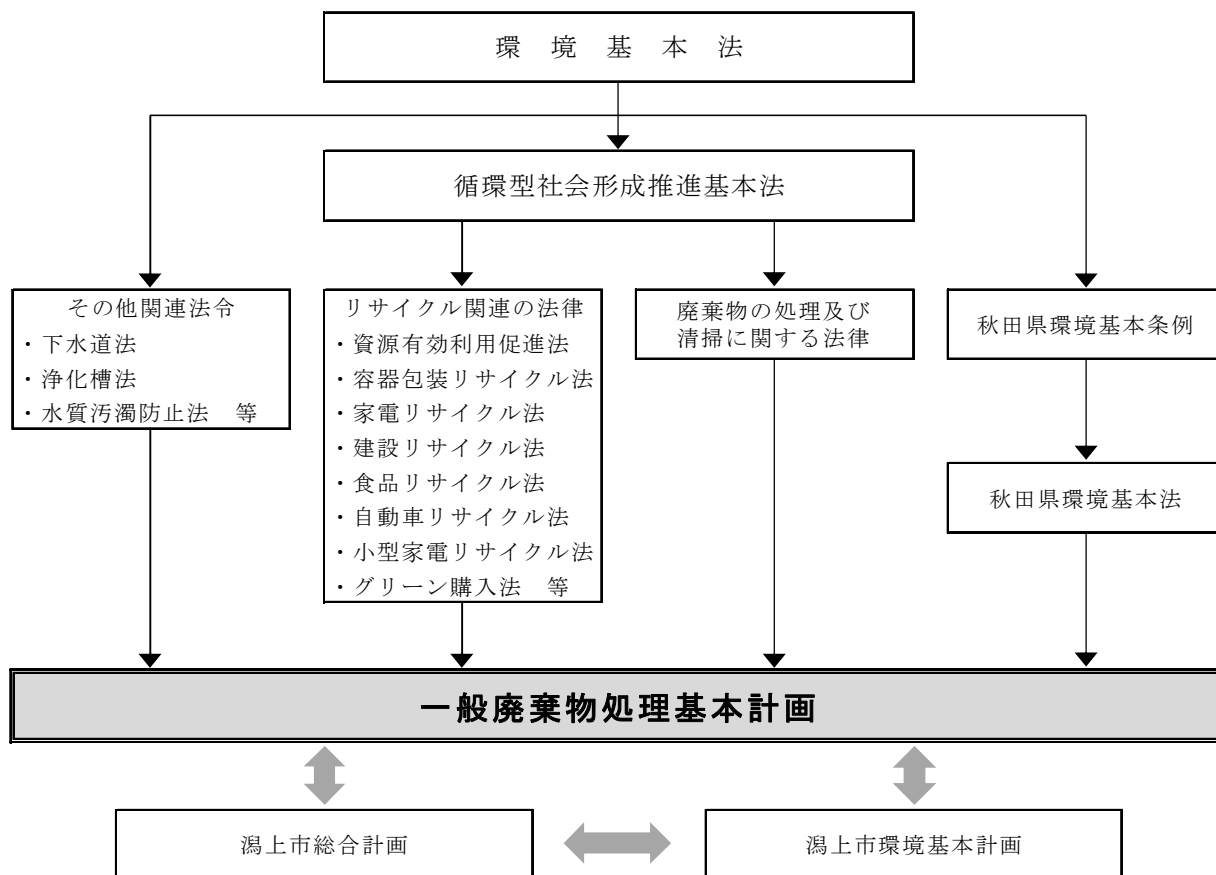 環境基本法
循環型社会形成推進基本法
その他関連法令
・下水道法
・浄化槽法
・水質汚濁防止法　等
リサイクル関連の法律
・資源有効利用促進法
・容器包装リサイクル法
・家電リサイクル法
・建設リサイクル法
・食品リサイクル法
・自動車リサイクル法
・小型家電リサイクル法
・グリーン購入法　等
廃棄物の処理及び
清掃に関する法律
秋田県環境基本条例
秋田県環境基本法
一般廃棄物処理基本計画
潟上市総合計画
潟上市環境基本計画